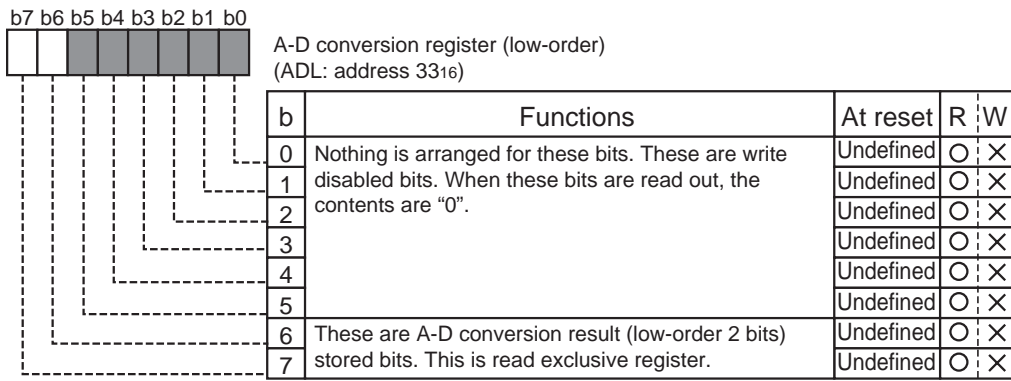 b7 b6 b5 b4 b3 b2 b1 b0
A-D conversion register (low-order)
(ADL: address 3316)
b Functions At reset R W
0 Nothing is arranged for these bits. These are write Undefined ○ ×
1 disabled bits. When these bits are read out, the Undefined ○ ×
2 contents are “0”. Undefined ○ ×
3 Undefined ○ ×
4 Undefined ○ ×
5 Undefined ○ ×
6 These are A-D conversion result (low-order 2 bits) Undefined ○ ×
7 stored bits. This is read exclusive register. Undefined ○ ×